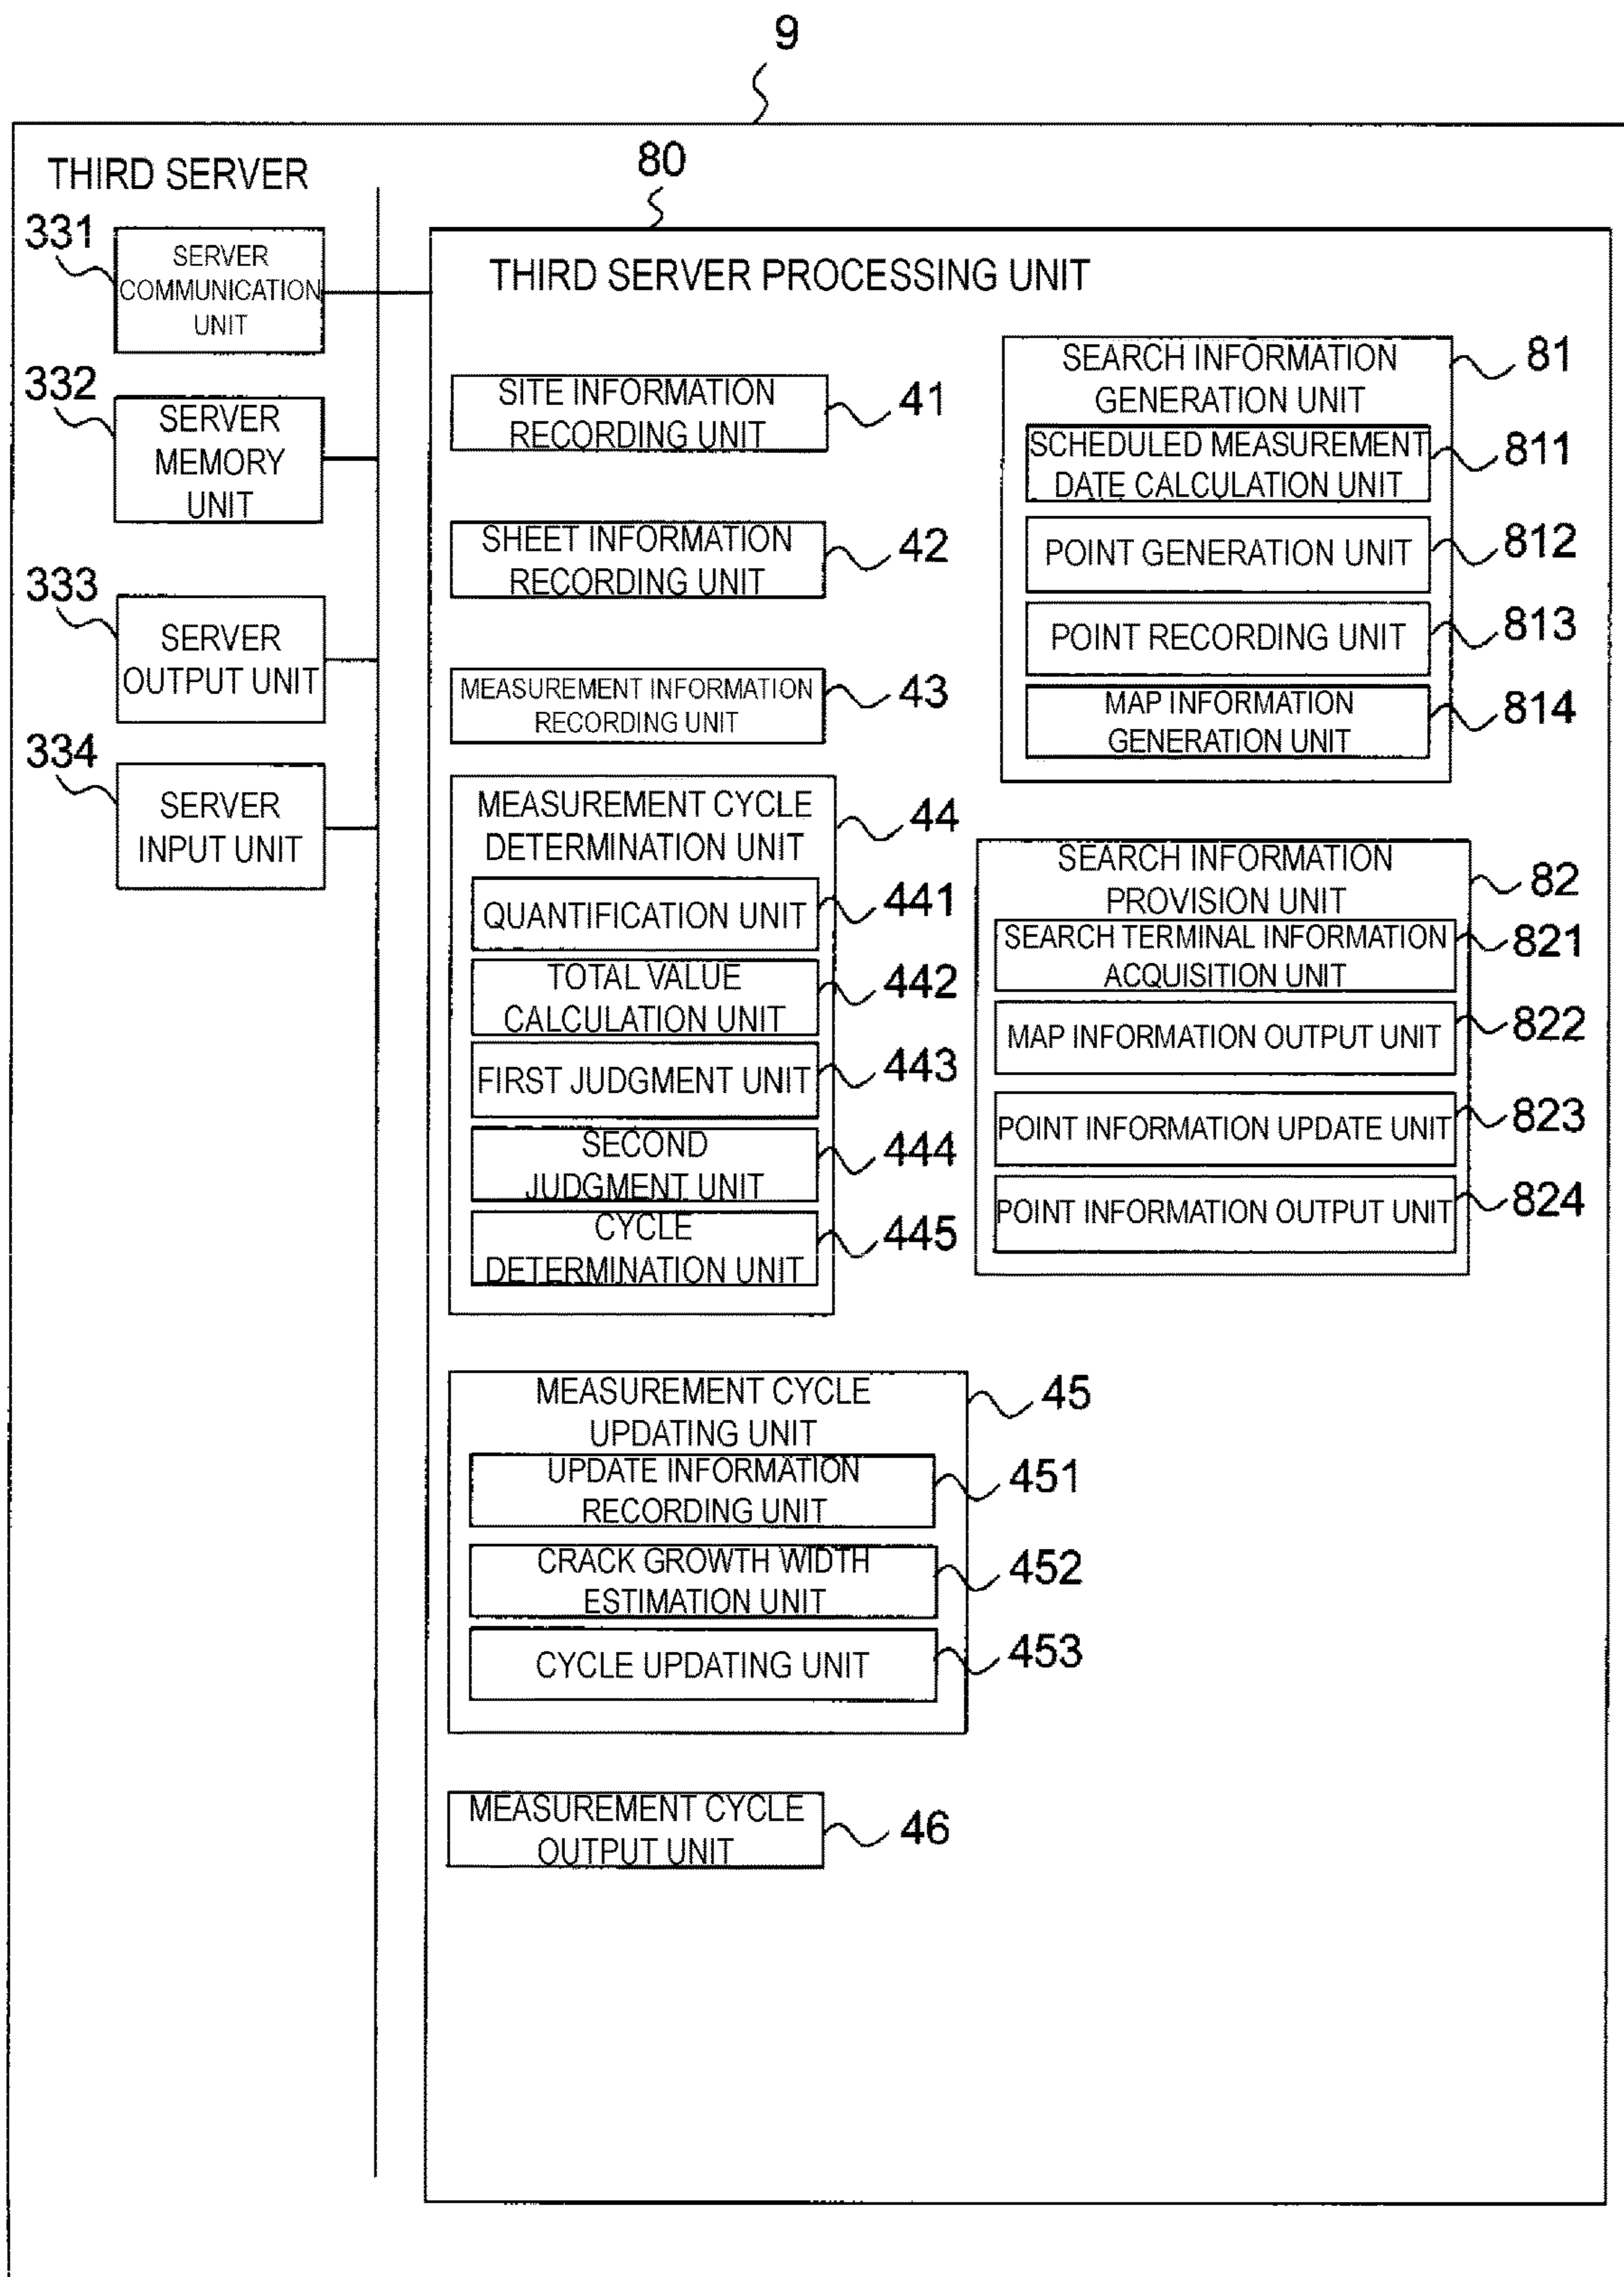 9
THIRD SERVER
80
331
SERVER
COMMUNICATION
UNIT
332
SERVER
MEMORY
UNIT
333
SERVER
OUTPUT UNIT
334
SERVER
INPUT UNIT
THIRD SERVER PROCESSING UNIT
SITE INFORMATION
RECORDING UNIT
41
SHEET INFORMATION
RECORDING UNIT
42
MEASUREMENT INFORMATION
RECORDING UNIT
43
MEASUREMENT CYCLE
DETERMINATION UNIT
44
QUANTIFICATION UNIT
441
TOTAL VALUE
CALCULATION UNIT
442
FIRST JUDGMENT UNIT
443
SECOND
JUDGMENT UNIT
444
CYCLE
DETERMINATION UNIT
445
MEASUREMENT CYCLE
UPDATING UNIT
45
UPDATE INFORMATION
RECORDING UNIT
451
CRACK GROWTH WIDTH
ESTIMATION UNIT
452
CYCLE UPDATING UNIT
453
MEASUREMENT CYCLE
OUTPUT UNIT
46
SEARCH INFORMATION
GENERATION UNIT
81
SCHEDULED MEASUREMENT
DATE CALCULATION UNIT
811
POINT GENERATION UNIT
812
POINT RECORDING UNIT
813
MAP INFORMATION
GENERATION UNIT
814
SEARCH INFORMATION
PROVISION UNIT
82
SEARCH TERMINAL INFORMATION
ACQUISITION UNIT
821
MAP INFORMATION OUTPUT UNIT
822
POINT INFORMATION UPDATE UNIT
823
POINT INFORMATION OUTPUT UNIT
824